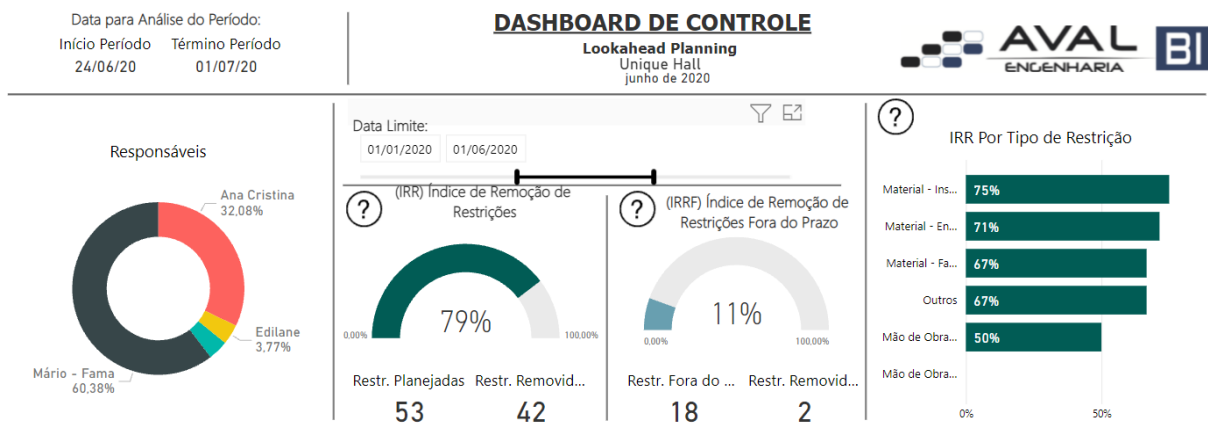 Data para Análise do Período:
Início Período Término Período
24/06/20 01/07/20
DASHBOARD DE CONTROLE
Lookahead Planning
Unique Hall
junho de 2020
AVAL
ENGENHARIA
BI
Responsáveis
Ana Cristina
32,08%
Edilane
3,77%
Mário - Fama
60,38%
Data Limite:
01/01/2020 01/06/2020
?
(IRR) Índice de Remoção de
Restrições
79%
0.00% 100,00%
Restr. Planejadas Restr. Removid...
53 42
?
(IRRF) Índice de Remoção de
Restrições Fora do Prazo
11%
0.00% 100.00%
Restr. Fora do ... Restr. Removid...
18 2
?
IRR Por Tipo de Restrição
Material - Ins... 75%
Material - En... 71%
Material - Fa... 67%
Outros 67%
Mão de Obra... 50%
Mão de Obra...
0% 50%